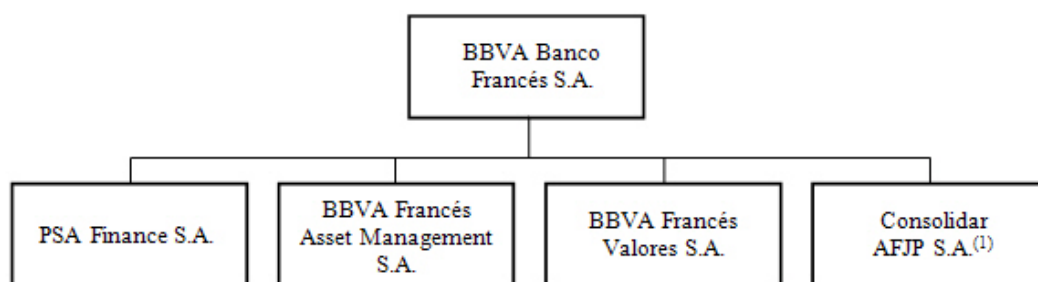 BBVA Banco
Francés S.A.
PSA Finance S.A.
BBVA Francés
Asset Management
S.A.
BBVA Francés
Valores S.A.
Consolidar
AFJP S.A.(1)